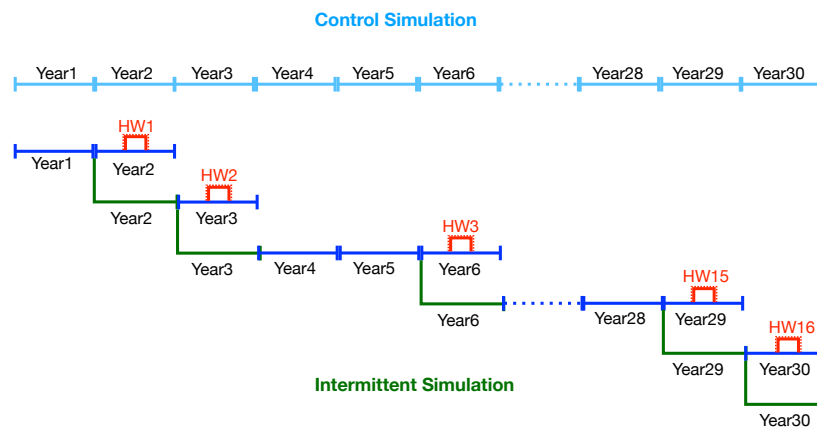 Control Simulation
Year1 Year2 Year3 Year4 Year5 Year6 Year28 Year29 Year30
HW1
Year1 Year2
HW2
Year2 Year3
HW3
Year3 Year4 Year5 Year6
HW15
Year6 Year28 Year29
HW16
Year29 Year30
Intermittent Simulation
Year30